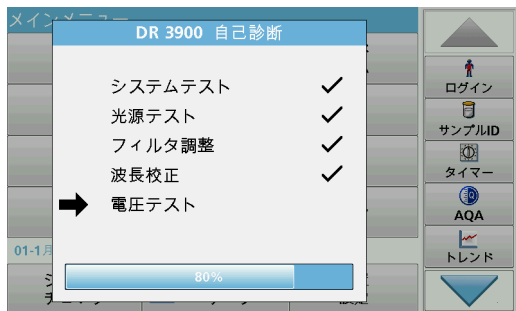 メインメニュー
DR 3900 自己診断
システムテスト
光源テスト
フィルタ調整
波長校正
電圧テスト
80%
01-1月
ログイン
サンプルID
タイマー
AQA
トレンド